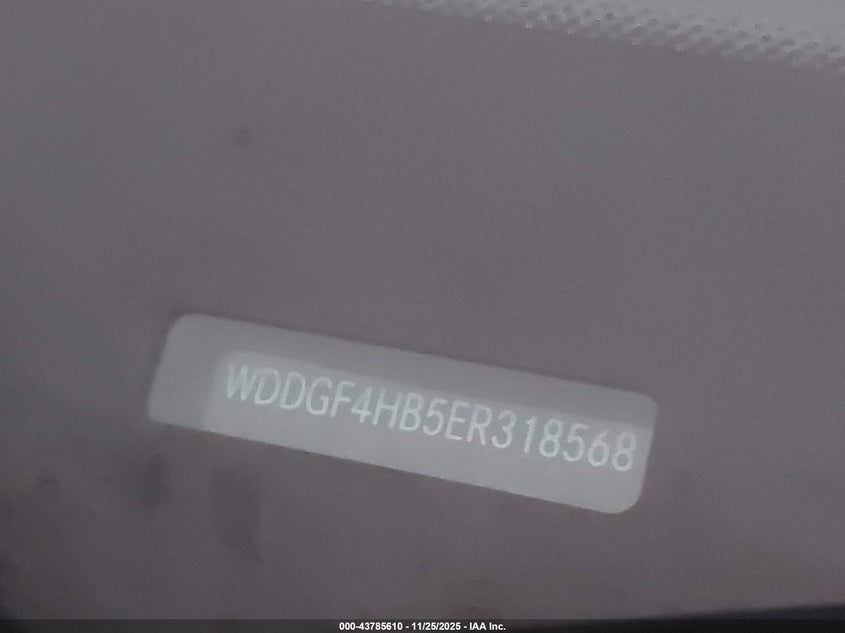 WDDGF4HB5ER318568
000-43785610 - 11/25/2025 - IAA Inc.